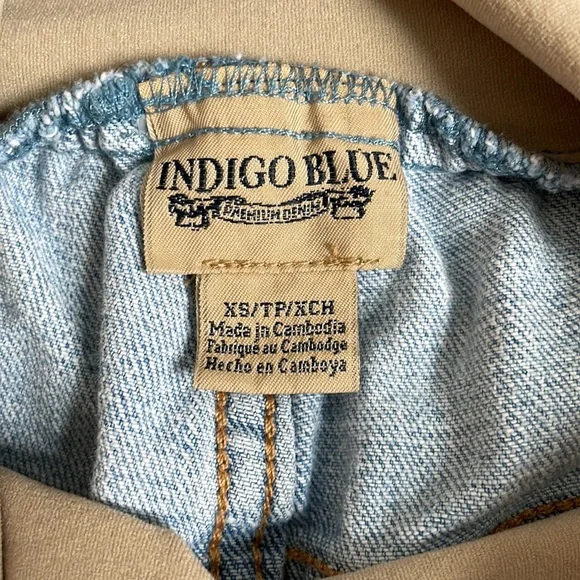 INDIGO BLUE
PREMIUM DENIM
XS/TP/XCH
Made in Cambodia
Fabriqué au Cambodge
Hecho en Camboya